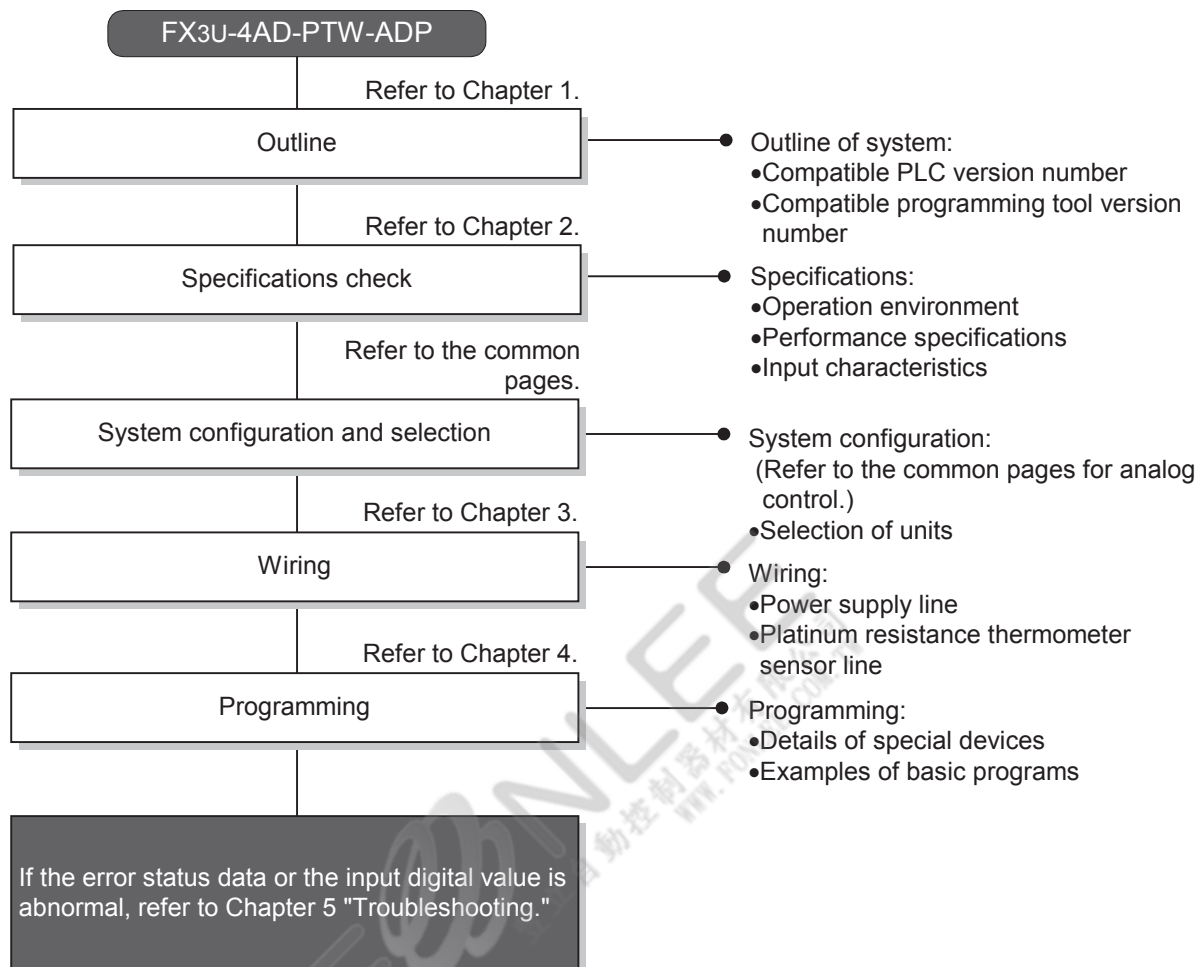 FX3U-4AD-PTW-ADP
Refer to Chapter 1.
Outline
Outline of system:
•Compatible PLC version number
•Compatible programming tool version
number
Refer to Chapter 2.
Specifications check
Specifications:
•Operation environment
•Performance specifications
•Input characteristics
Refer to the common
pages.
System configuration and selection
System configuration:
(Refer to the common pages for analog
control.)
•Selection of units
Refer to Chapter 3.
Wiring
Wiring:
•Power supply line
•Platinum resistance thermometer
sensor line
Refer to Chapter 4.
Programming
Programming:
•Details of special devices
•Examples of basic programs
If the error status data or the input digital value is
abnormal, refer to Chapter 5 "Troubleshooting."